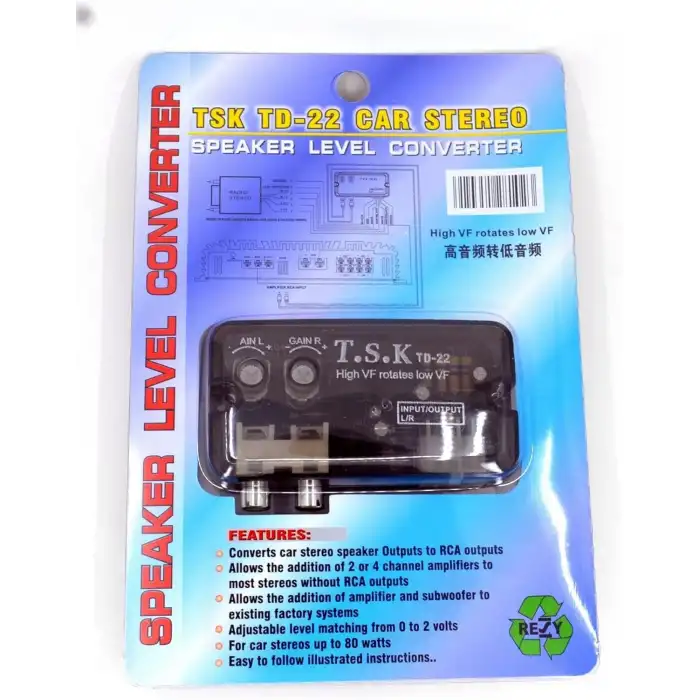 TSK TD-22 CAR STEREO
SPEAKER LEVEL CONVERTER
SPEAKER LEVEL CONVERTER
High VF rotates low VF
高音频转低音频
AMPLIFIER RCA INPUT
AIN L
GAIN R
T.S.K TD-22
High VF rotates low VF
INPUT/OUTPUT
L/R
FEATURES:
Converts car stereo speaker Outputs to RCA outputs
Allows the addition of 2 or 4 channel amplifiers to
most stereos without RCA outputs
Allows the addition of amplifier and subwoofer to
existing factory systems
Adjustable level matching from 0 to 2 volts
For car stereos up to 80 watts
Easy to follow illustrated instructions..
REZY